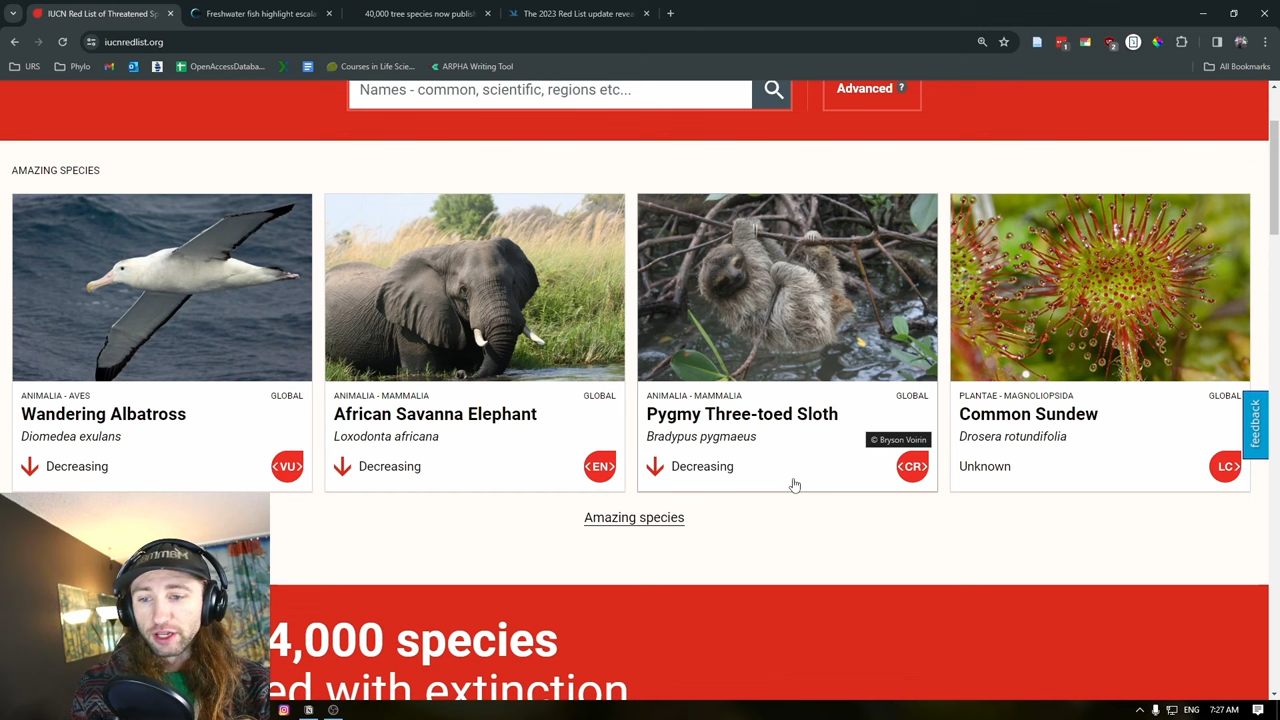 IUCN Red List of Threatened Sp
Freshwater fish highlight escala
40,000 tree species now publish
The 2023 Red List update revea
iucnredlist.org
URS
Phylo
OpenAccessDataba...
Courses in Life Scie...
ARPHA Writing Tool
All Bookmarks
Names - common, scientific, regions etc...
Advanced ?
AMAZING SPECIES
ANIMALIA - AVES GLOBAL
Wandering Albatross
Diomedea exulans
Decreasing <VU>
ANIMALIA - MAMMALIA GLOBAL
African Savanna Elephant
Loxodonta africana
Decreasing <EN>
ANIMALIA - MAMMALIA GLOBAL
Pygmy Three-toed Sloth
Bradypus pygmaeus
© Bryson Voirin
Decreasing <CR>
PLANTAE - MAGNOLIOPSIDA GLOBAL
Common Sundew
Drosera rotundifolia
Unknown LC>
feedback
Amazing species
4,000 species
ed with extinction
ENG 7:27 AM